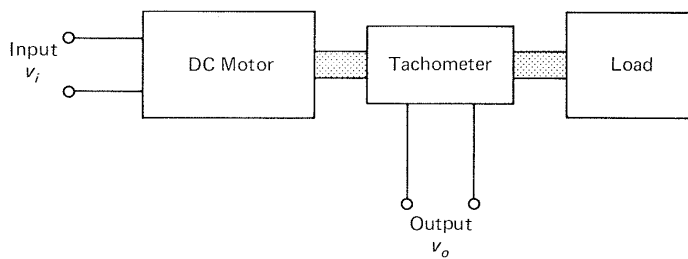 Input
v_i
DC Motor
Tachometer
Load
Output
v_o